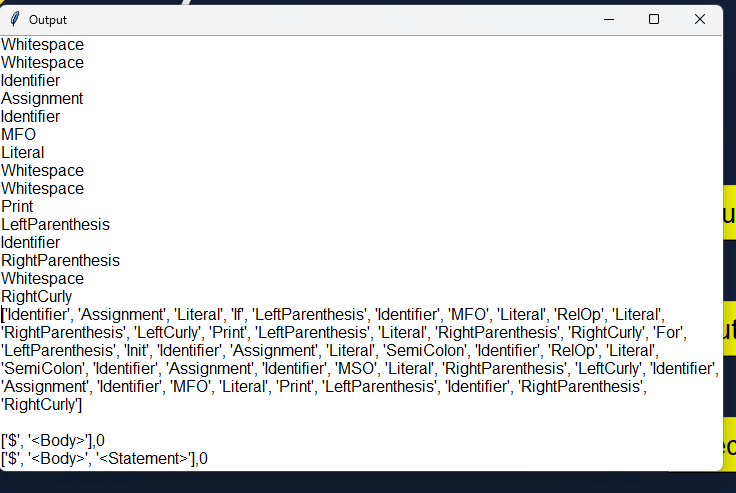 Output
Whitespace
Whitespace
Identifier
Assignment
Identifier
MFO
Literal
Whitespace
Whitespace
Print
LeftParenthesis
Identifier
RightParenthesis
Whitespace
RightCurly
['Identifier', 'Assignment', 'Literal', 'If', 'LeftParenthesis', 'Identifier', 'MFO', 'Literal', 'RelOp', 'Literal',
'RightParenthesis', 'LeftCurly', 'Print', 'LeftParenthesis', 'Literal', 'RightParenthesis', 'RightCurly', 'For',
'LeftParenthesis', 'Init', 'Identifier', 'Assignment', 'Literal', 'SemiColon', 'Identifier', 'RelOp', 'Literal',
'SemiColon', 'Identifier', 'Assignment', 'Identifier', 'MSO', 'Literal', 'RightParenthesis', 'LeftCurly', 'Identifier',
'Assignment', 'Identifier', 'MFO', 'Literal', 'Print', 'LeftParenthesis', 'Identifier', 'RightParenthesis',
'RightCurly']
['$', '<Body>'],0
['$', '<Body>', '<Statement>'],0